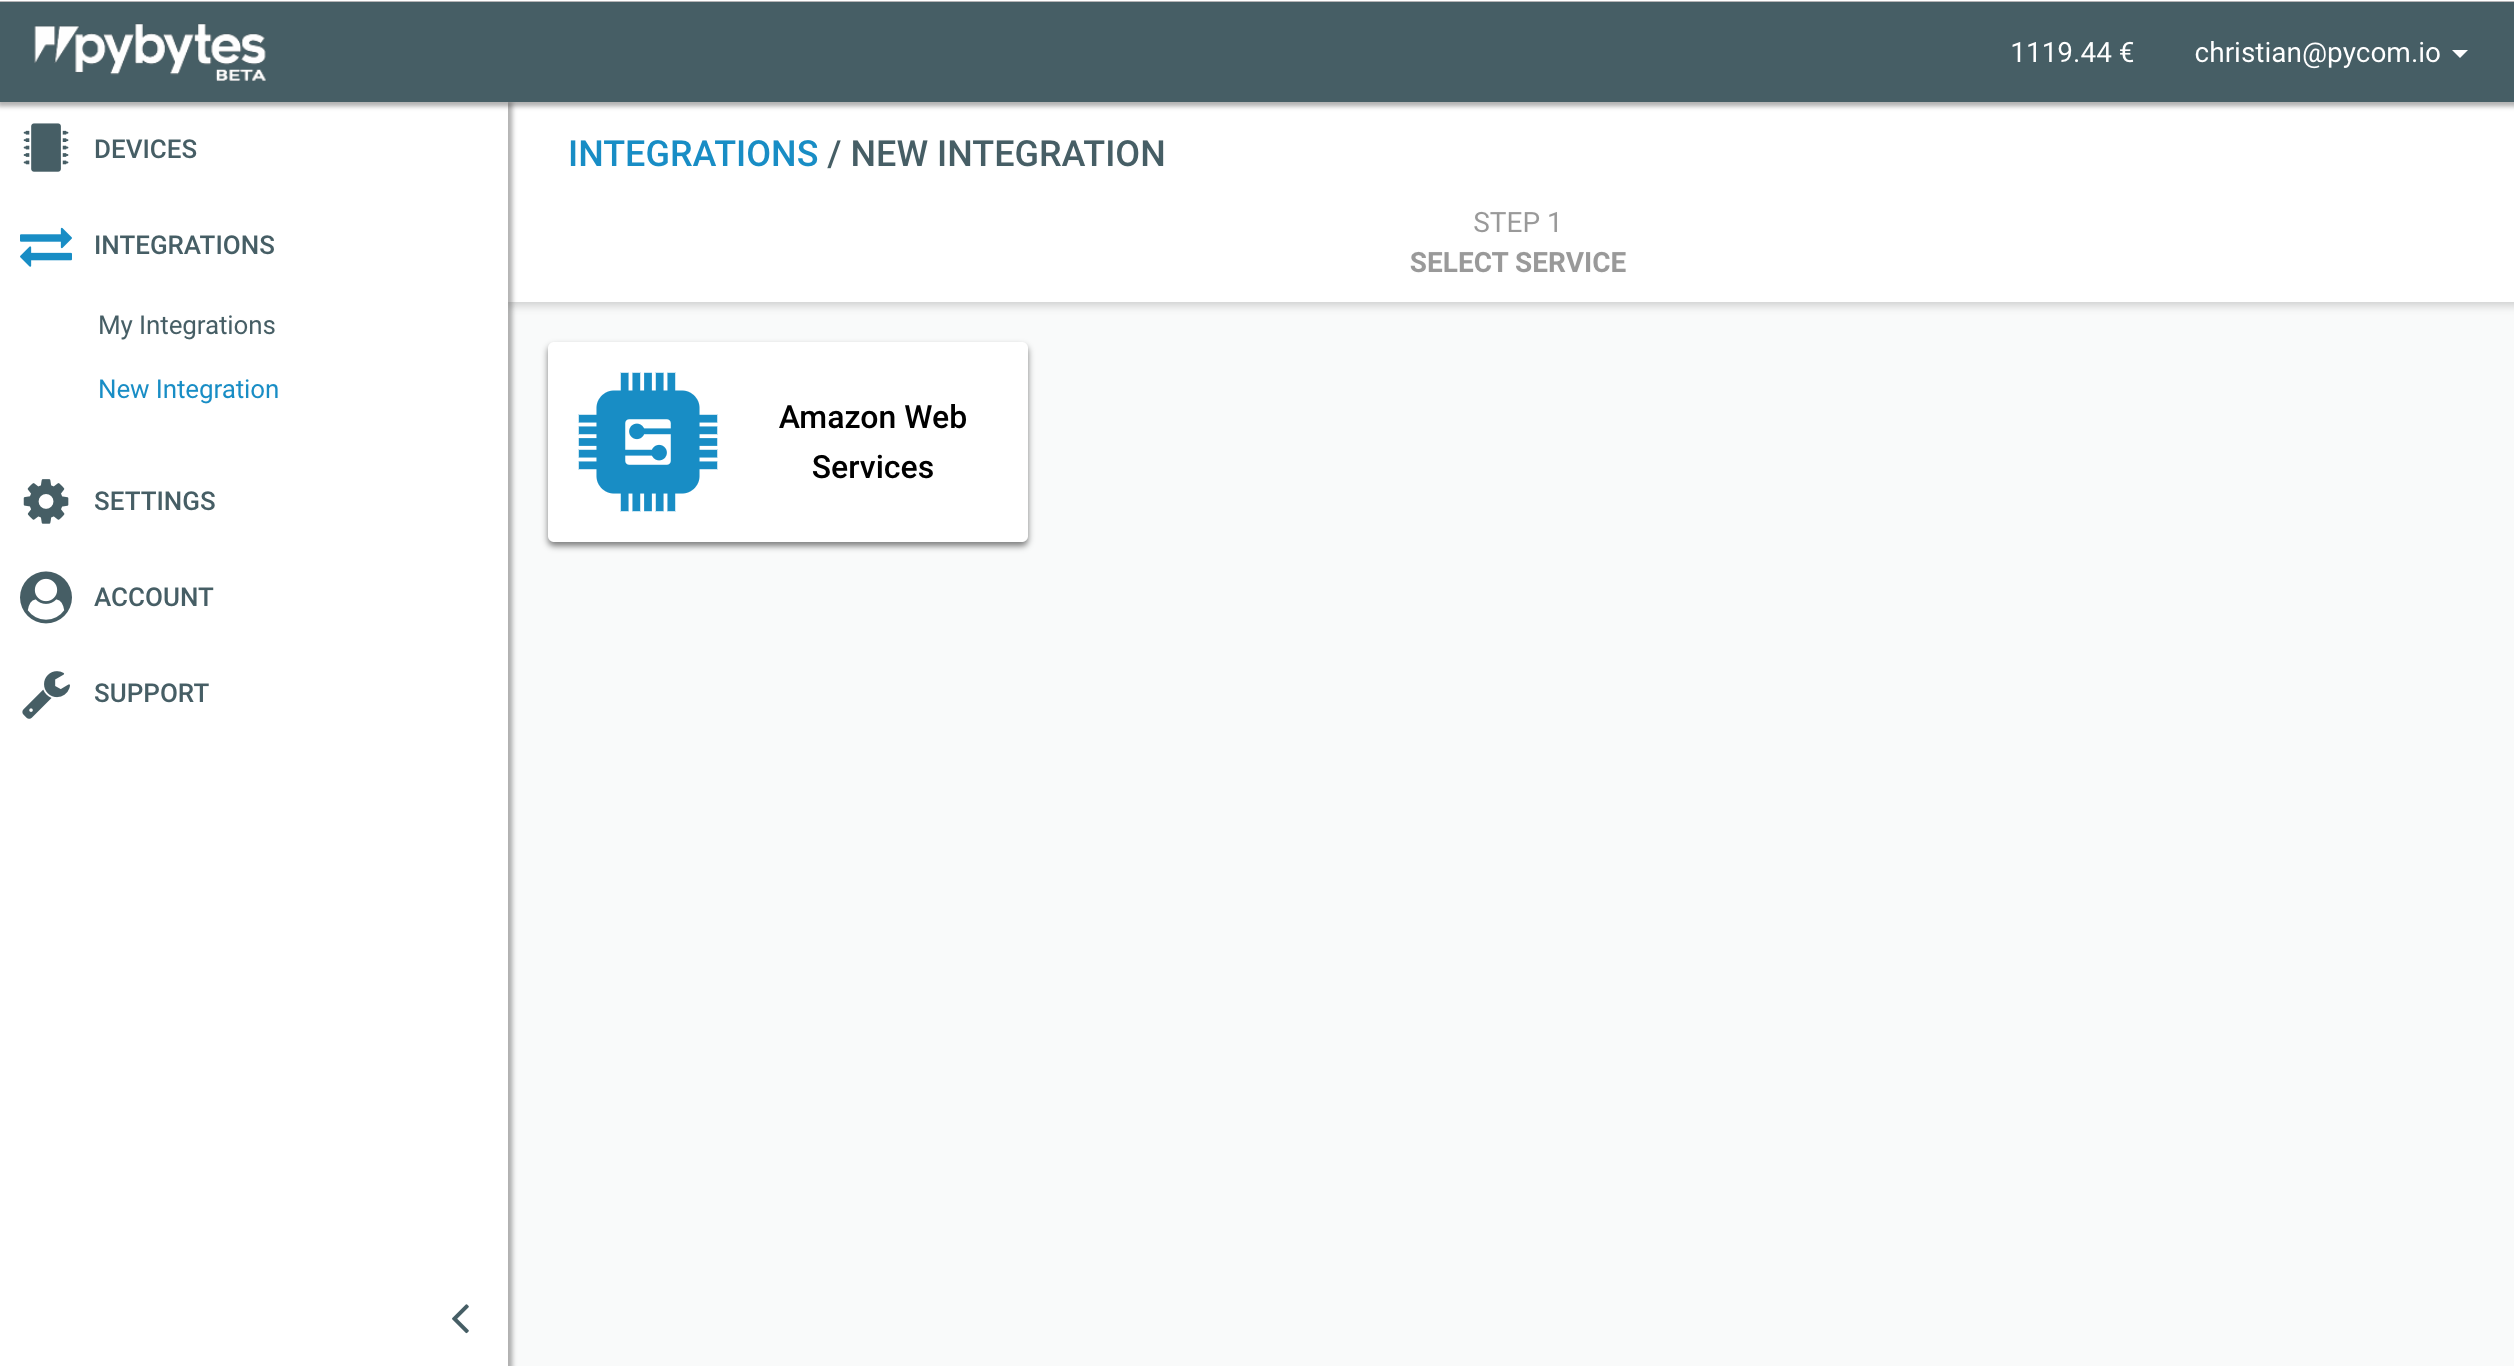 pybytes
BETA
1119.44 €
christian@pycom.io
DEVICES
INTEGRATIONS
My Integrations
New Integration
SETTINGS
ACCOUNT
SUPPORT
INTEGRATIONS / NEW INTEGRATION
STEP 1
SELECT SERVICE
Amazon Web
Services